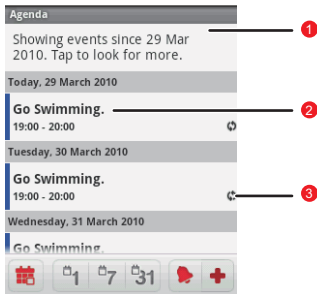 Agenda
Showing events since 29 Mar
2010. Tap to look for more.
1
Today, 29 March 2010
Go Swimming.
2
19:00 - 20:00
Tuesday, 30 March 2010
Go Swimming.
19:00 - 20:00
3
Wednesday, 31 March 2010
Go Swimming.
1 7 31